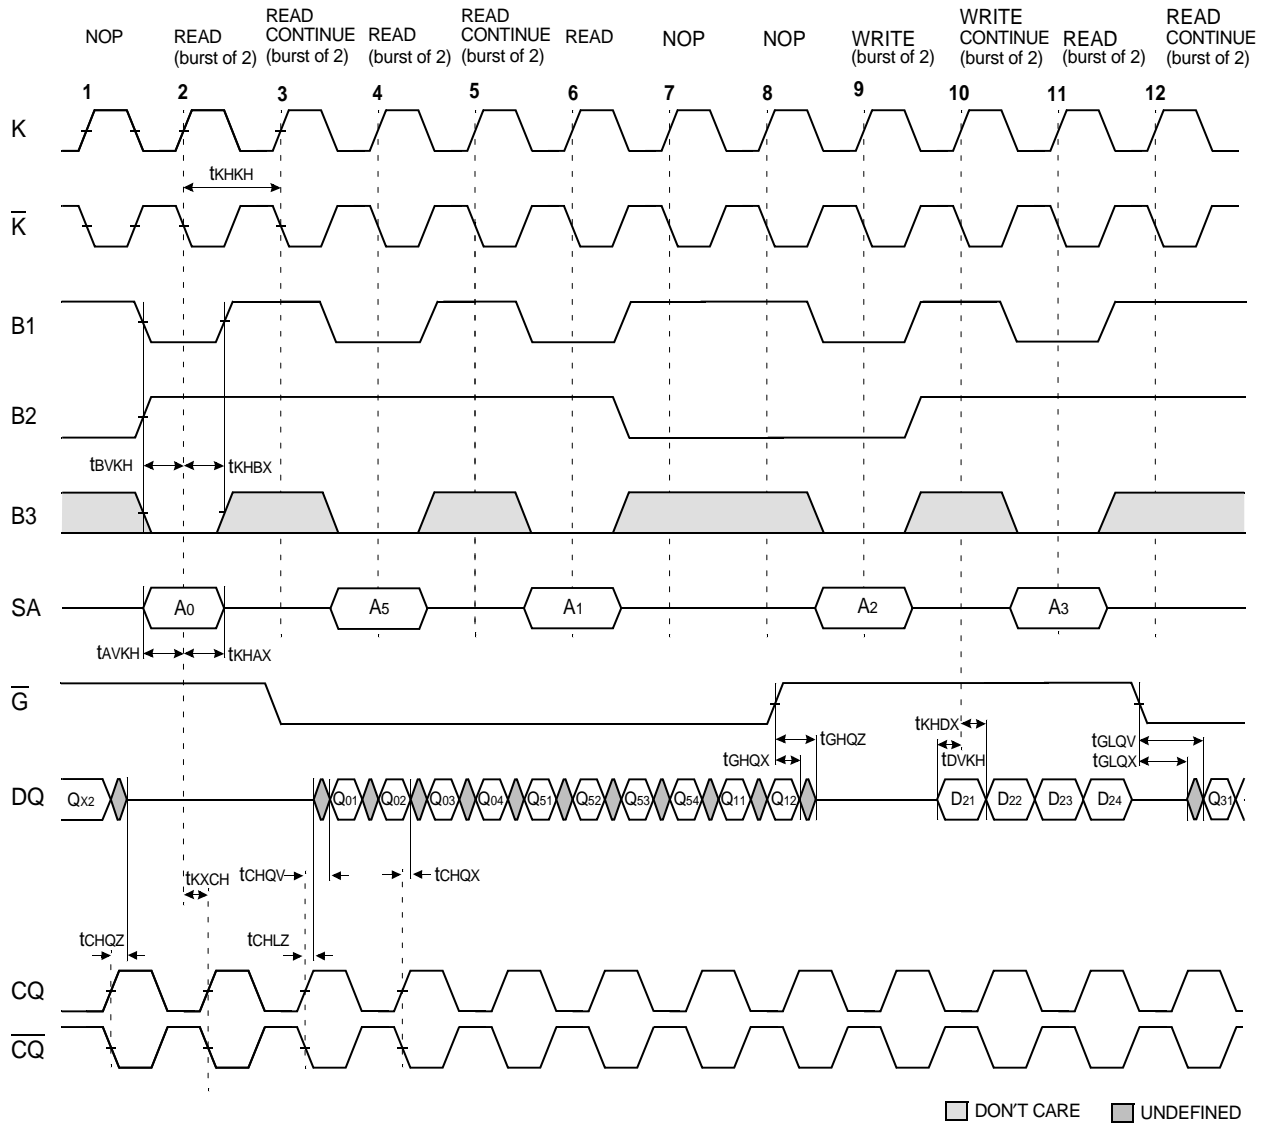 NOP
READ
(burst of 2)
READ
CONTINUE
(burst of 2)
READ
(burst of 2)
READ
CONTINUE
(burst of 2)
READ
NOP
NOP
WRITE
(burst of 2)
WRITE
CONTINUE
(burst of 2)
READ
(burst of 2)
READ
CONTINUE
(burst of 2)
1 2 3 4 5 6 7 8 9 10 11 12
K
tKHKH
K̅
B1
B2
tBVKH tKHBX
B3
SA A0 A5 A1 A2 A3
tAVKH tKHAX
G̅
tKHDX
tGHQZ tGLQV
tGHQX tDVKH tGLQX
DQ QX2 Q01 Q02 Q03 Q04 Q51 Q52 Q53 Q54 Q11 Q12 D21 D22 D23 D24 Q31
tKXCH tCHQV tCHQX
tCHQZ tCHLZ
CQ
C̅Q̅
DON'T CARE UNDEFINED